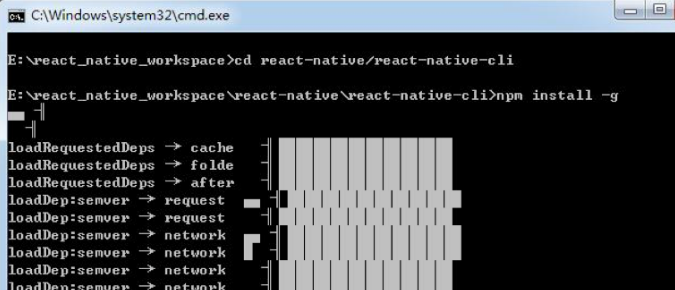 C:\Windows\system32\cmd.exe
E:\react_native_workspace>cd react-native/react-native-cli
E:\react_native_workspace\react-native\react-native-cli>npm install -g
loadRequestedDeps → cache
loadRequestedDeps → folde
loadRequestedDeps → after
loadDep:semver → request
loadDep:semver → request
loadDep:semver → network
loadDep:semver → network
loadDep:semver → network
loadDep:semver → network